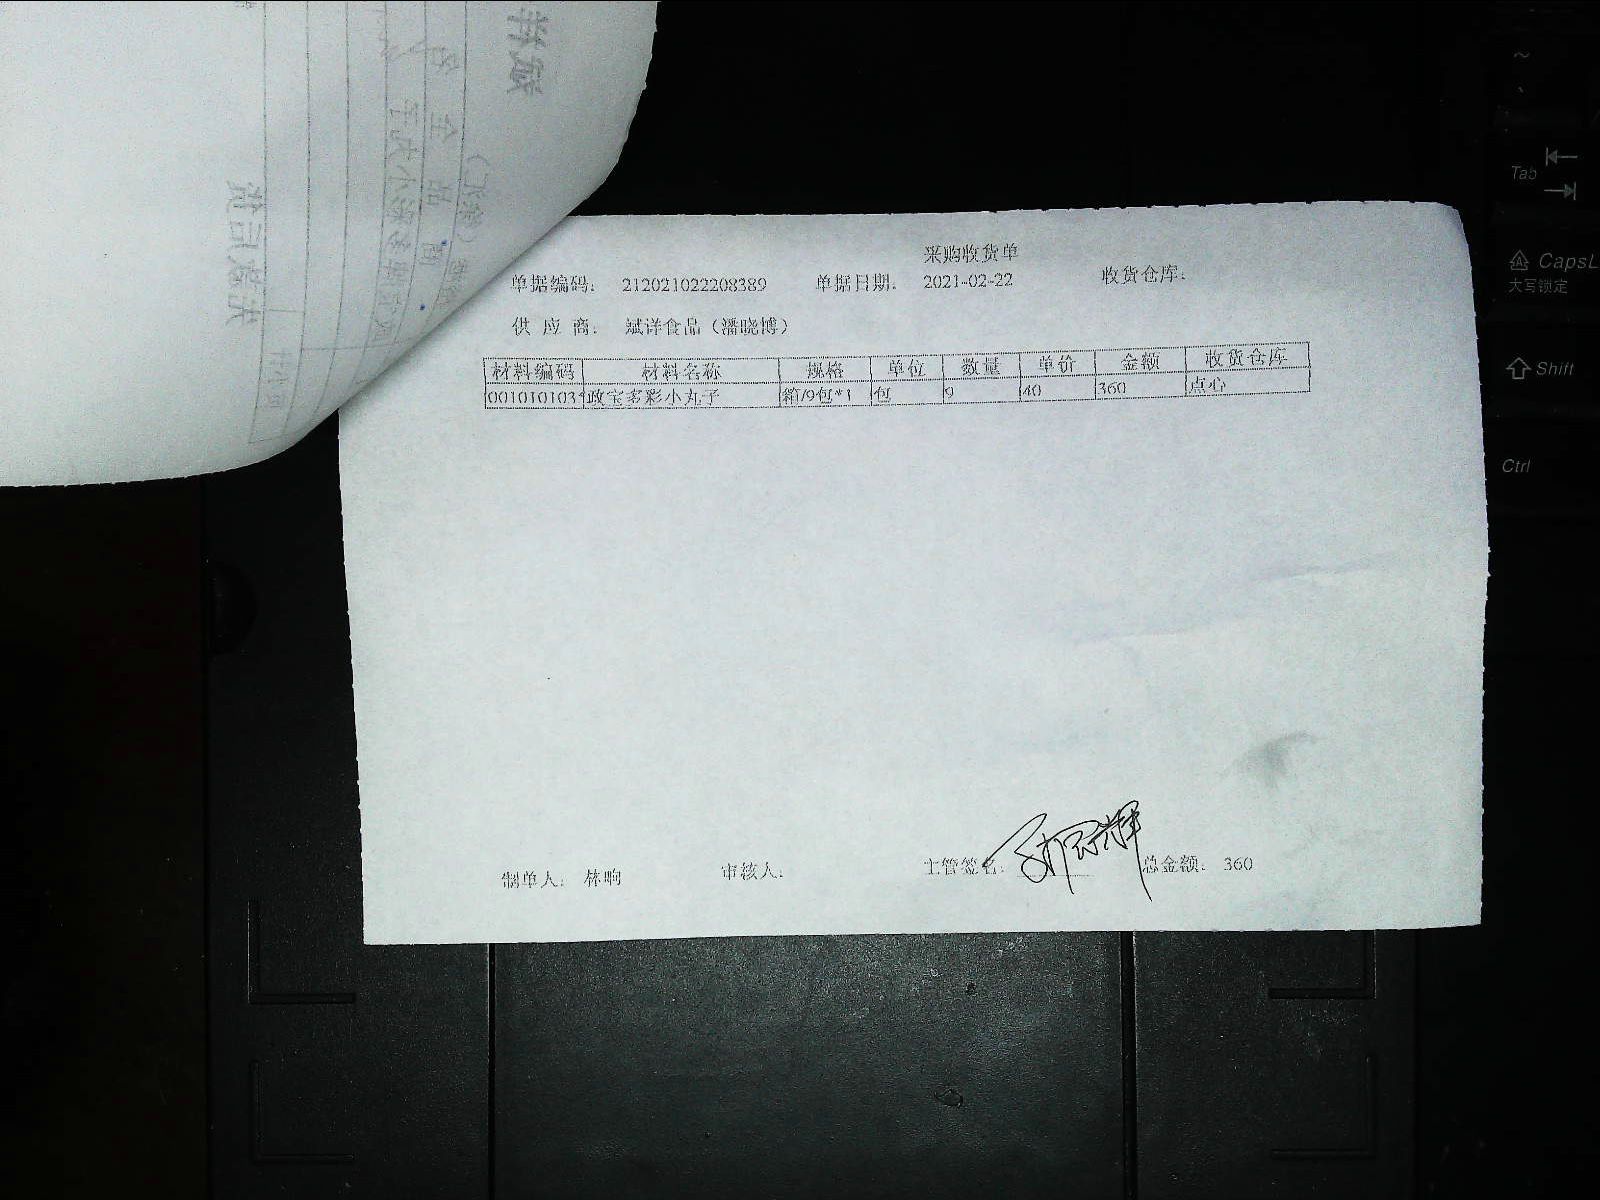 采购收货单
单据编码： 212021022208389 单据日期： 2021-02-22 收货仓库：
供 应 商： 斌详食品（潘晓博）
材料编码 材料名称 规格 单位 数量 单价 金额 收货仓库
001010103 政宝多彩小丸子 箱/9包*1 包 9 40 360 点心
制单人： 林晌 审核人： 主管签名： 总金额： 360
~
Tab
CapsL
大写锁定
Shift
Ctrl